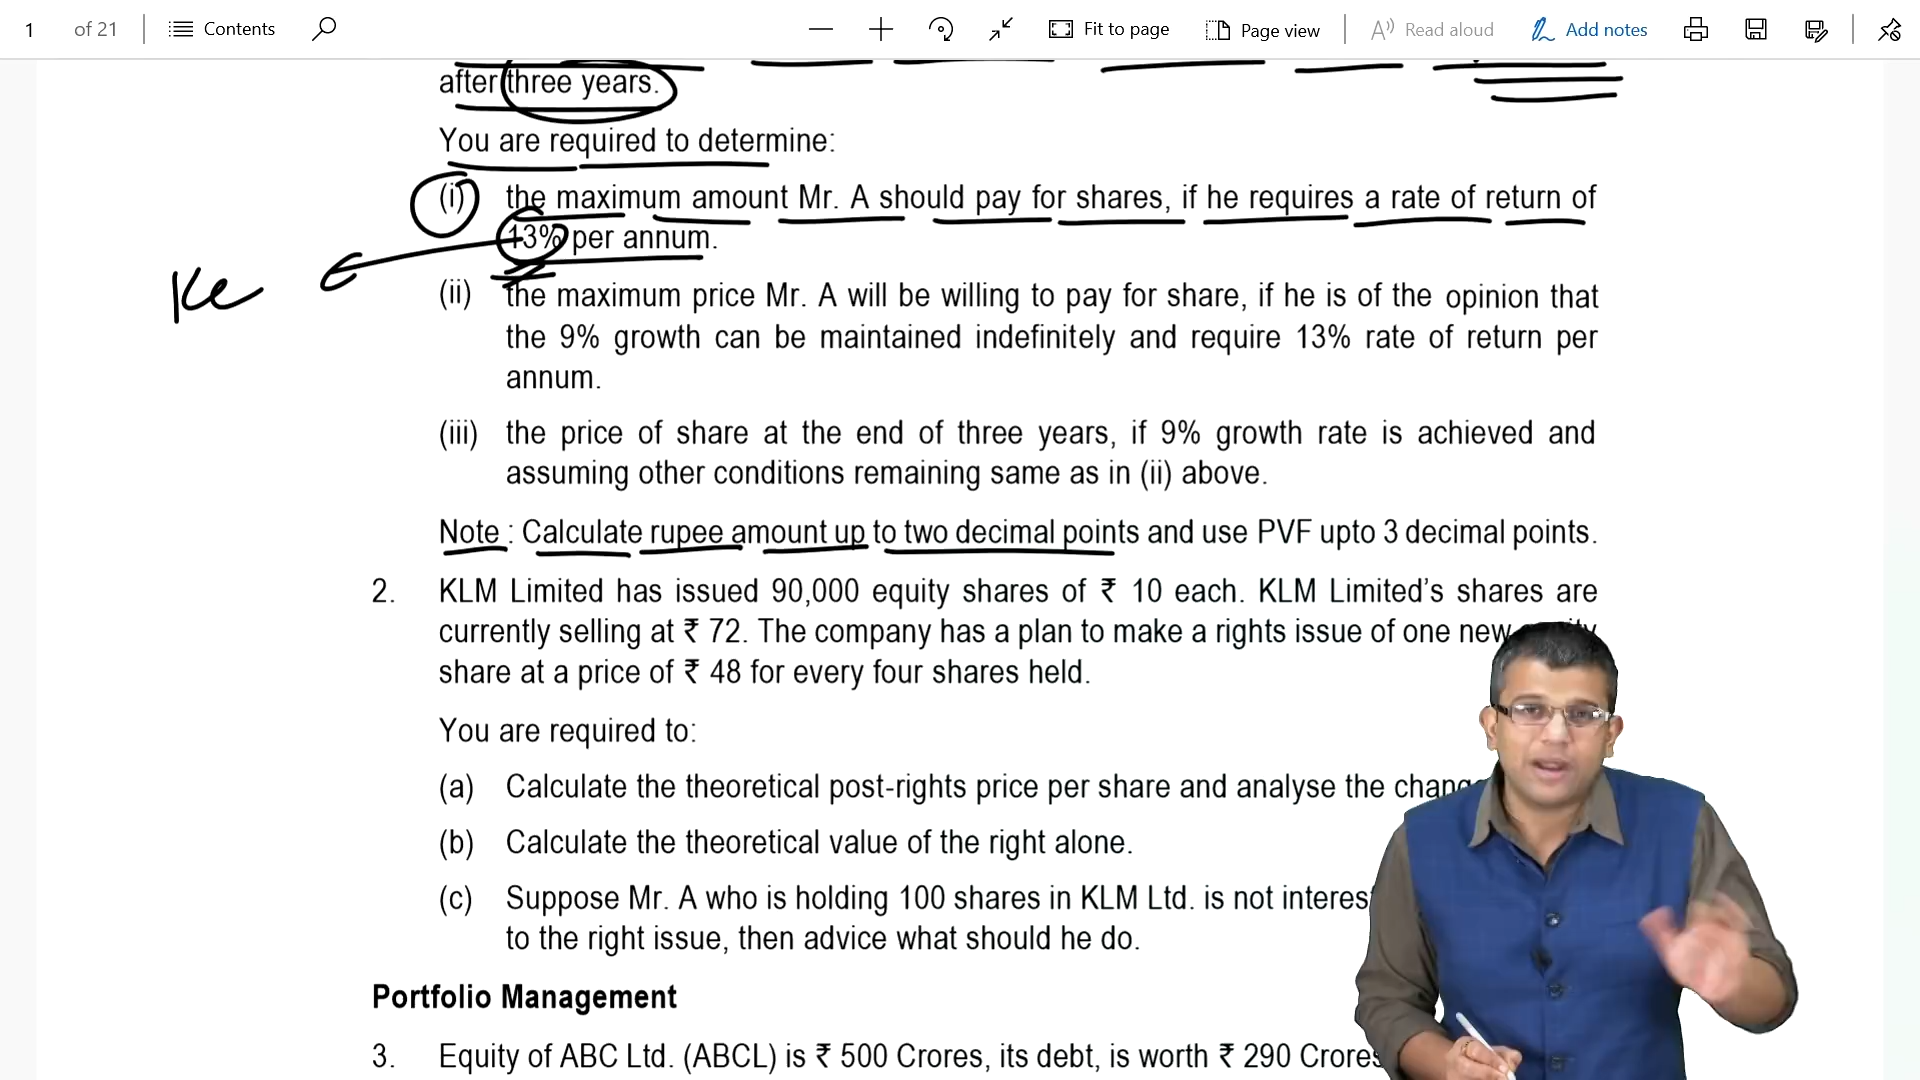 1 of 21 Contents Fit to page Page view Read aloud Add notes
after three years.
You are required to determine:
(i) the maximum amount Mr. A should pay for shares, if he requires a rate of return of
13% per annum.
Ke
(ii) the maximum price Mr. A will be willing to pay for share, if he is of the opinion that
the 9% growth can be maintained indefinitely and require 13% rate of return per
annum.
(iii) the price of share at the end of three years, if 9% growth rate is achieved and
assuming other conditions remaining same as in (ii) above.
Note : Calculate rupee amount up to two decimal points and use PVF upto 3 decimal points.
2. KLM Limited has issued 90,000 equity shares of ₹ 10 each. KLM Limited’s shares are
currently selling at ₹ 72. The company has a plan to make a rights issue of one new
share at a price of ₹ 48 for every four shares held.
You are required to:
(a) Calculate the theoretical post-rights price per share and analyse the
(b) Calculate the theoretical value of the right alone.
(c) Suppose Mr. A who is holding 100 shares in KLM Ltd. is not
to the right issue, then advice what should he do.
Portfolio Management
3. Equity of ABC Ltd. (ABCL) is ₹ 500 Crores, its debt, is worth ₹ 290